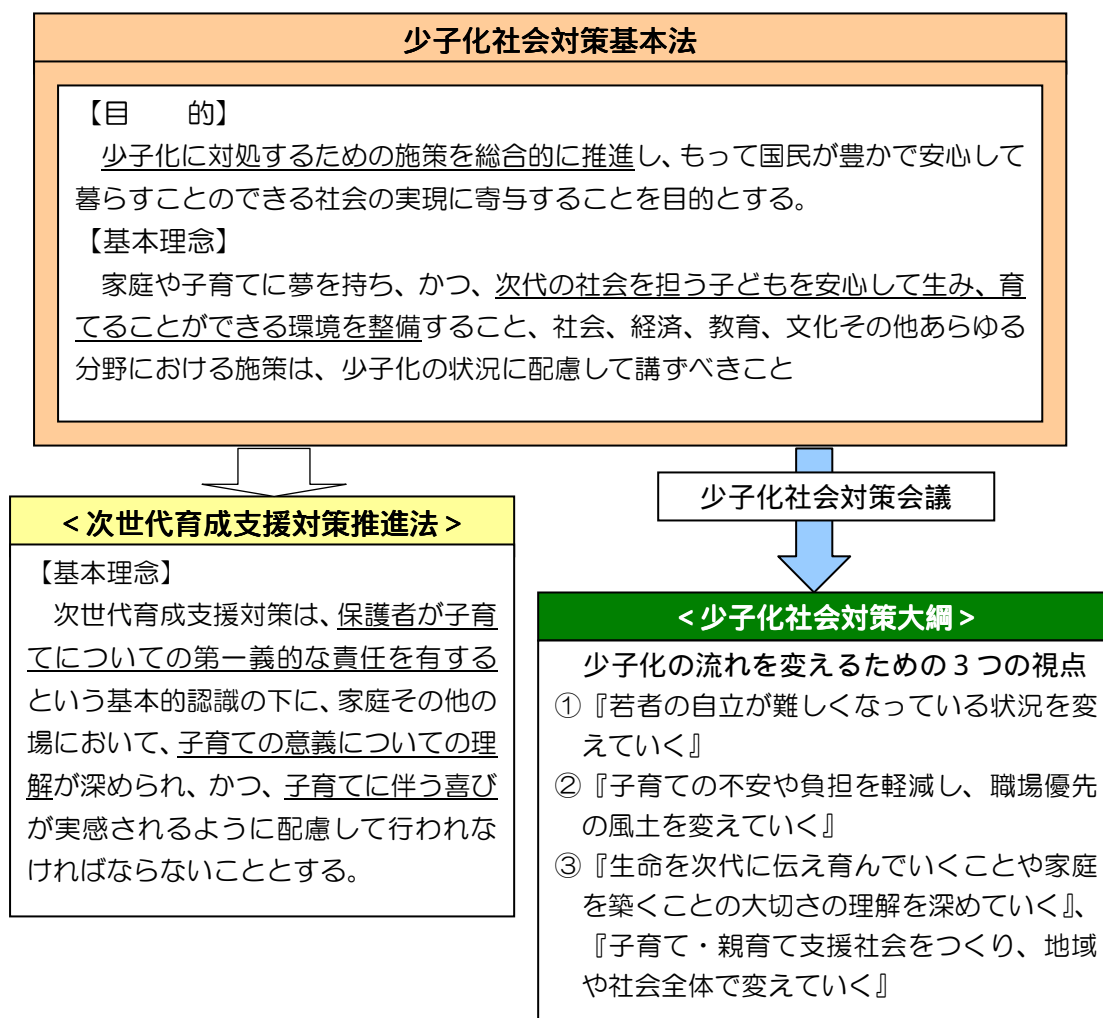 少子化社会対策基本法
【目　　的】
少子化に対処するための施策を総合的に推進し、もって国民が豊かで安心して
暮らすことのできる社会の実現に寄与することを目的とする。
【基本理念】
家庭や子育てに夢を持ち、かつ、次代の社会を担う子どもを安心して生み、育
てることができる環境を整備すること、社会、経済、教育、文化その他あらゆる
分野における施策は、少子化の状況に配慮して講ずべきこと
少子化社会対策会議
＜次世代育成支援対策推進法＞
【基本理念】
次世代育成支援対策は、保護者が子育
てについての第一義的な責任を有する
という基本的認識の下に、家庭その他の
場において、子育ての意義についての理
解が深められ、かつ、子育てに伴う喜び
が実感されるように配慮して行われな
ければならないこととする。
＜少子化社会対策大綱＞
少子化の流れを変えるための３つの視点
①『若者の自立が難しくなっている状況を変
えていく』
②『子育ての不安や負担を軽減し、職場優先
の風土を変えていく』
③『生命を次代に伝え育んでいくことや家庭
を築くことの大切さの理解を深めていく』、
『子育て・親育て支援社会をつくり、地域
や社会全体で変えていく』